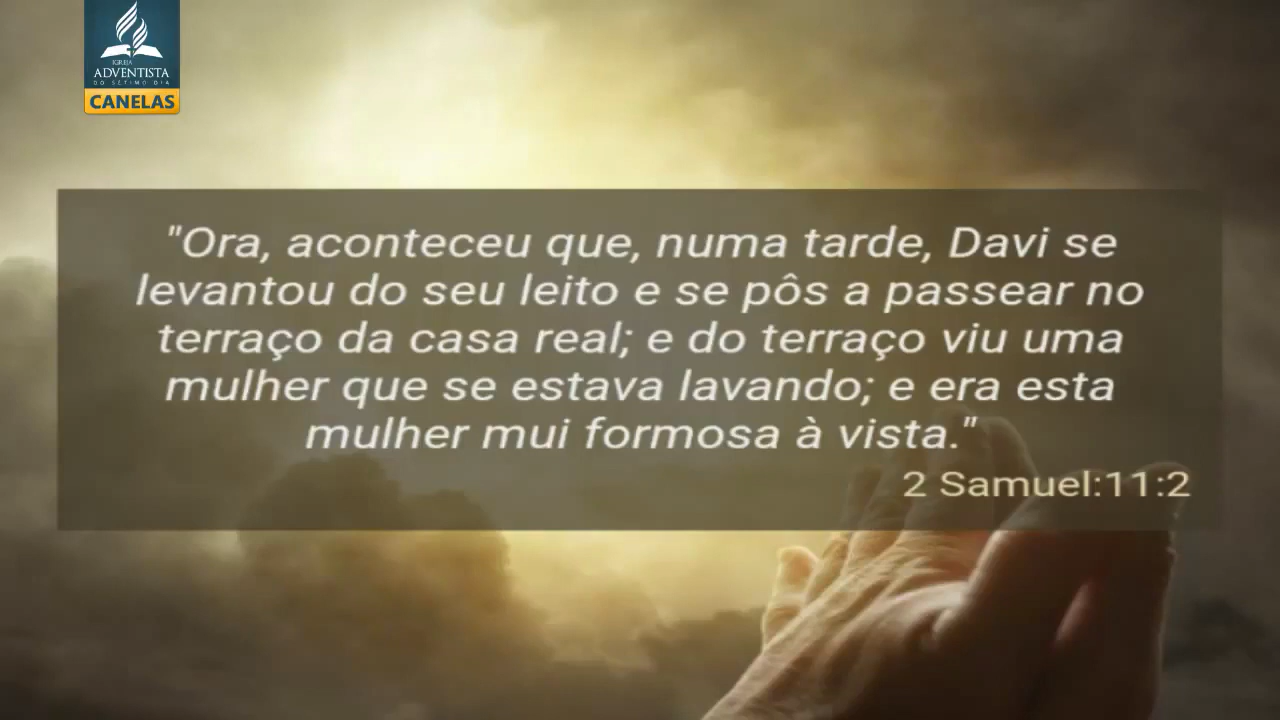 IGREJA
ADVENTISTA
DO SÉTIMO DIA
CANELAS
"Ora, aconteceu que, numa tarde, Davi se
levantou do seu leito e se pôs a passear no
terraço da casa real; e do terraço viu uma
mulher que se estava lavando; e era esta
mulher mui formosa à vista."
2 Samuel:11:2